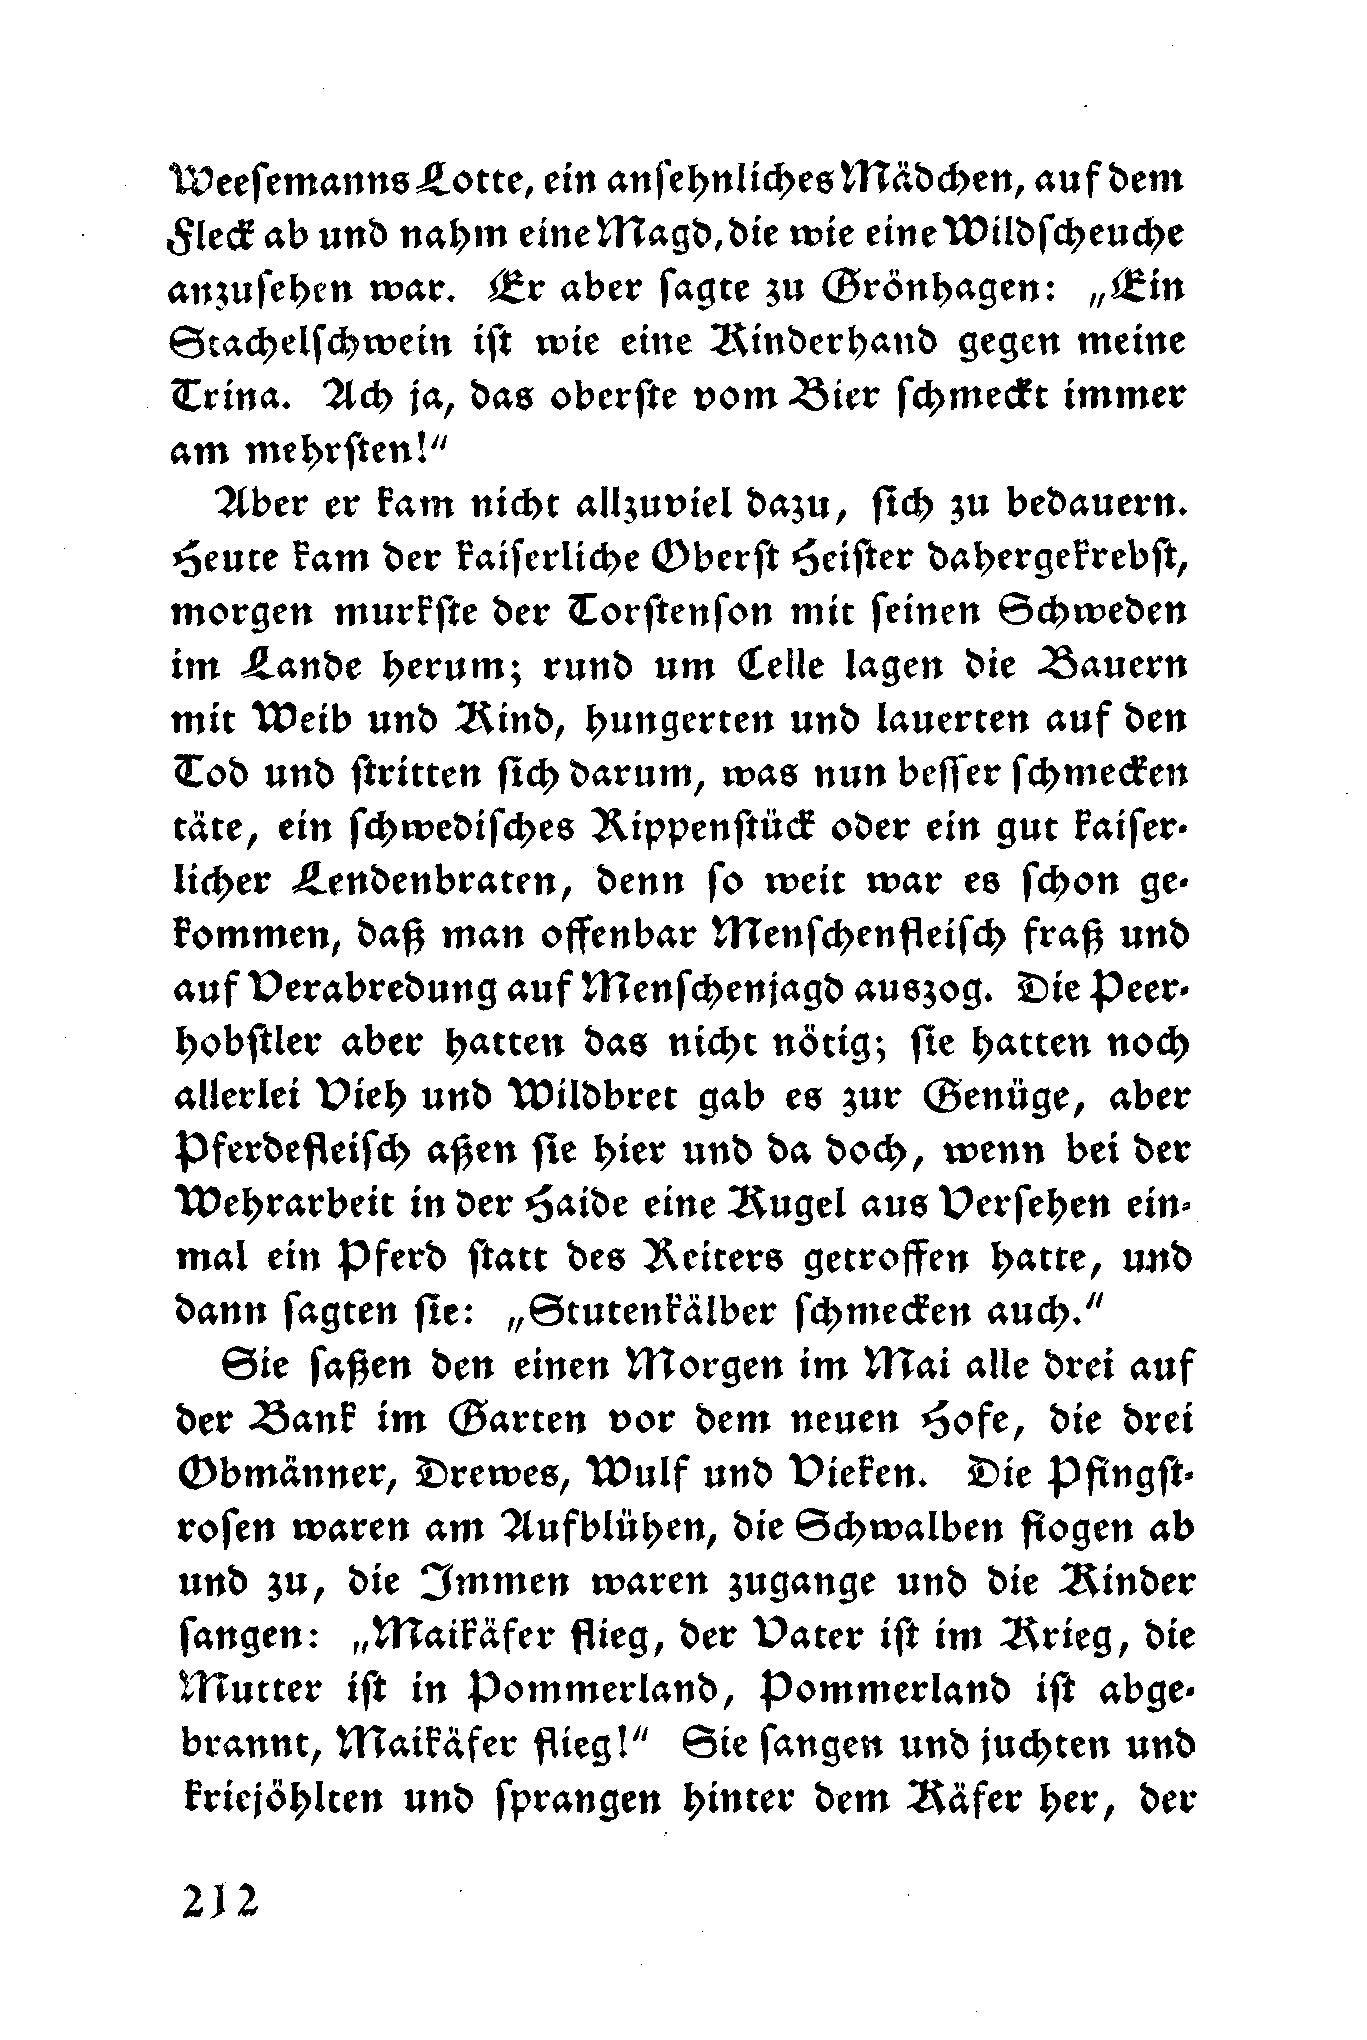 Weesemanns Lotte, ein ansehnliches Mädchen, auf dem
Fleck ab und nahm eine Magd, die wie eine Wildscheuche
anzusehen war. Er aber sagte zu Grönhagen: „Ein
Stachelschwein ist wie eine Kinderhand gegen meine
Trina. Ach ja, das oberste vom Bier schmeckt immer
am mehrsten!“
Aber er kam nicht allzuviel dazu, sich zu bedauern.
Heute kam der kaiserliche Oberst Heister dahergekrebst,
morgen murkste der Torstenson mit seinen Schweden
im Lande herum; rund um Celle lagen die Bauern
mit Weib und Kind, hungerten und lauerten auf den
Tod und stritten sich darum, was nun besser schmecken
täte, ein schwedisches Rippenstück oder ein gut kaiser-
licher Lendenbraten, denn so weit war es schon ge-
kommen, daß man offenbar Menschenfleisch fraß und
auf Verabredung auf Menschenjagd auszog. Die Peer-
hobstler aber hatten das nicht nötig; sie hatten noch
allerlei Vieh und Wildbret gab es zur Genüge, aber
Pferdefleisch aßen sie hier und da doch, wenn bei der
Wehrarbeit in der Haide eine Kugel aus Versehen ein-
mal ein Pferd statt des Reiters getroffen hatte, und
dann sagten sie: „Stutenkälber schmecken auch.“
Sie saßen den einen Morgen im Mai alle drei auf
der Bank im Garten vor dem neuen Hofe, die drei
Obmänner, Drewes, Wulf und Vieken. Die Pfingst-
rosen waren am Aufblühen, die Schwalben flogen ab
und zu, die Immen waren zugange und die Kinder
sangen: „Maikäfer flieg, der Vater ist im Krieg, die
Mutter ist in Pommerland, Pommerland ist abge-
brannt, Maikäfer flieg!“ Sie sangen und juchten und
kriejöhlten und sprangen hinter dem Käfer her, der
212